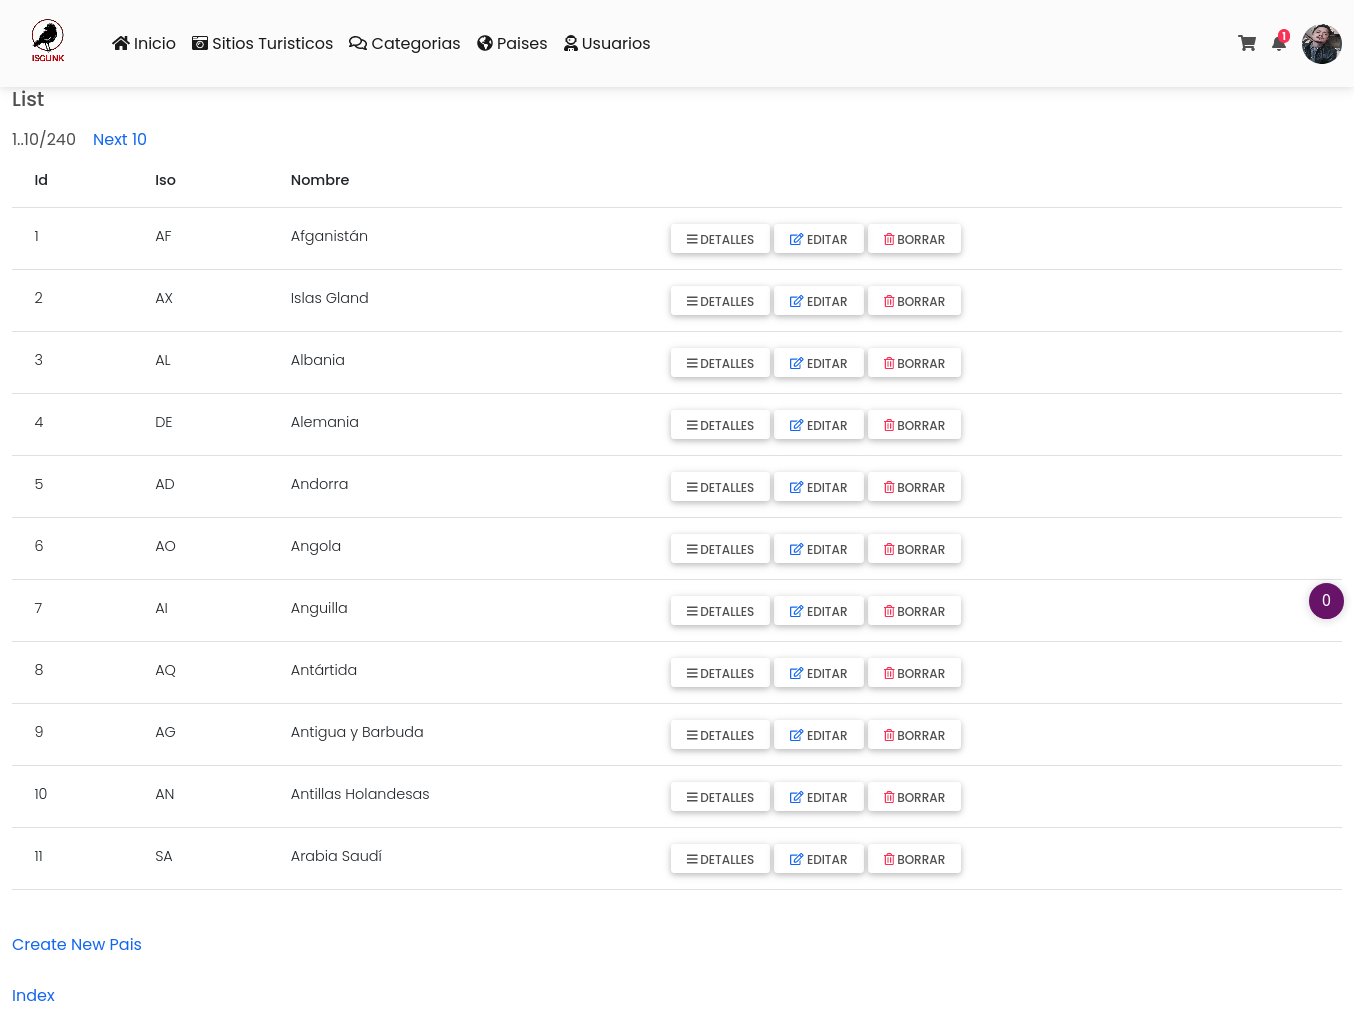 ISGLINK
Inicio Sitios Turisticos Categorias Paises Usuarios 1
List
1..10/240 Next 10
Id Iso Nombre
1 AF Afganistán DETALLES EDITAR BORRAR
2 AX Islas Gland DETALLES EDITAR BORRAR
3 AL Albania DETALLES EDITAR BORRAR
4 DE Alemania DETALLES EDITAR BORRAR
5 AD Andorra DETALLES EDITAR BORRAR
6 AO Angola DETALLES EDITAR BORRAR
7 AI Anguilla DETALLES EDITAR BORRAR 0
8 AQ Antártida DETALLES EDITAR BORRAR
9 AG Antigua y Barbuda DETALLES EDITAR BORRAR
10 AN Antillas Holandesas DETALLES EDITAR BORRAR
11 SA Arabia Saudí DETALLES EDITAR BORRAR
Create New Pais
Index